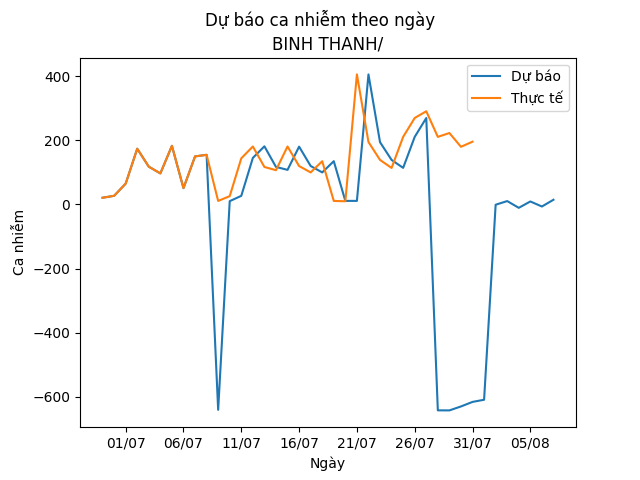 Dự báo ca nhiễm theo ngày
BINH THANH/
Dự báo
Thực tế
Ca nhiễm
400
200
0
−200
−400
−600
01/07 06/07 11/07 16/07 21/07 26/07 31/07 05/08
Ngày